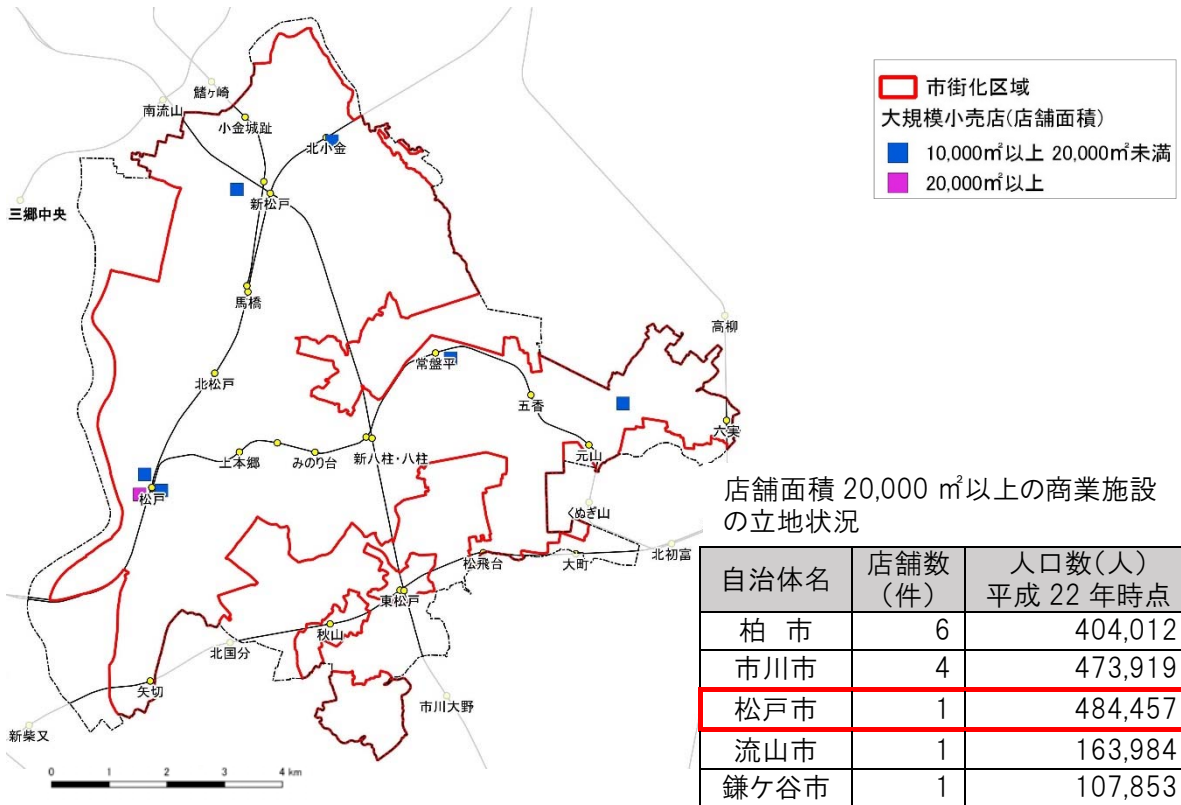 市街化区域
大規模小売店(店舗面積)
10,000㎡以上 20,000㎡未満
20,000㎡以上
鰭ヶ崎
南流山
小金城趾
北小金
三郷中央
新松戸
馬橋
高柳
常盤平
北松戸
五香
六実
元山
上本郷
みのり台
新八柱・八柱
松戸
くぬぎ山
北初富
松飛台
大町
東松戸
秋山
北国分
矢切
市川大野
新柴又
0 1 2 3 4 km
店舗面積 20,000 ㎡以上の商業施設
の立地状況
自治体名 店舗数(件) 人口数(人)平成 22 年時点
柏 市 6 404,012
市川市 4 473,919
松戸市 1 484,457
流山市 1 163,984
鎌ケ谷市 1 107,853